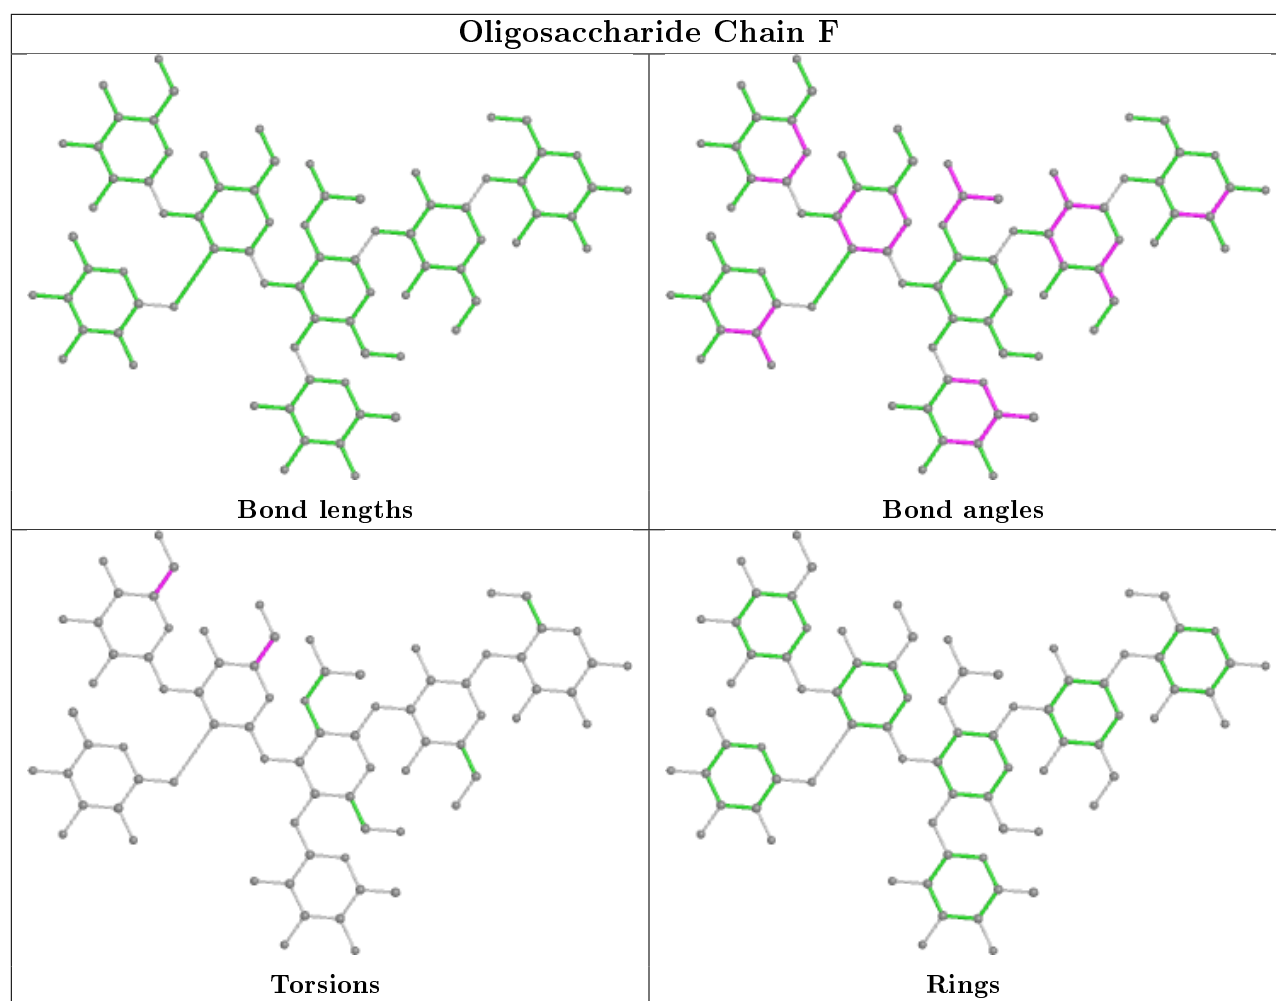 Oligosaccharide Chain F
Bond lengths
Bond angles
Torsions
Rings